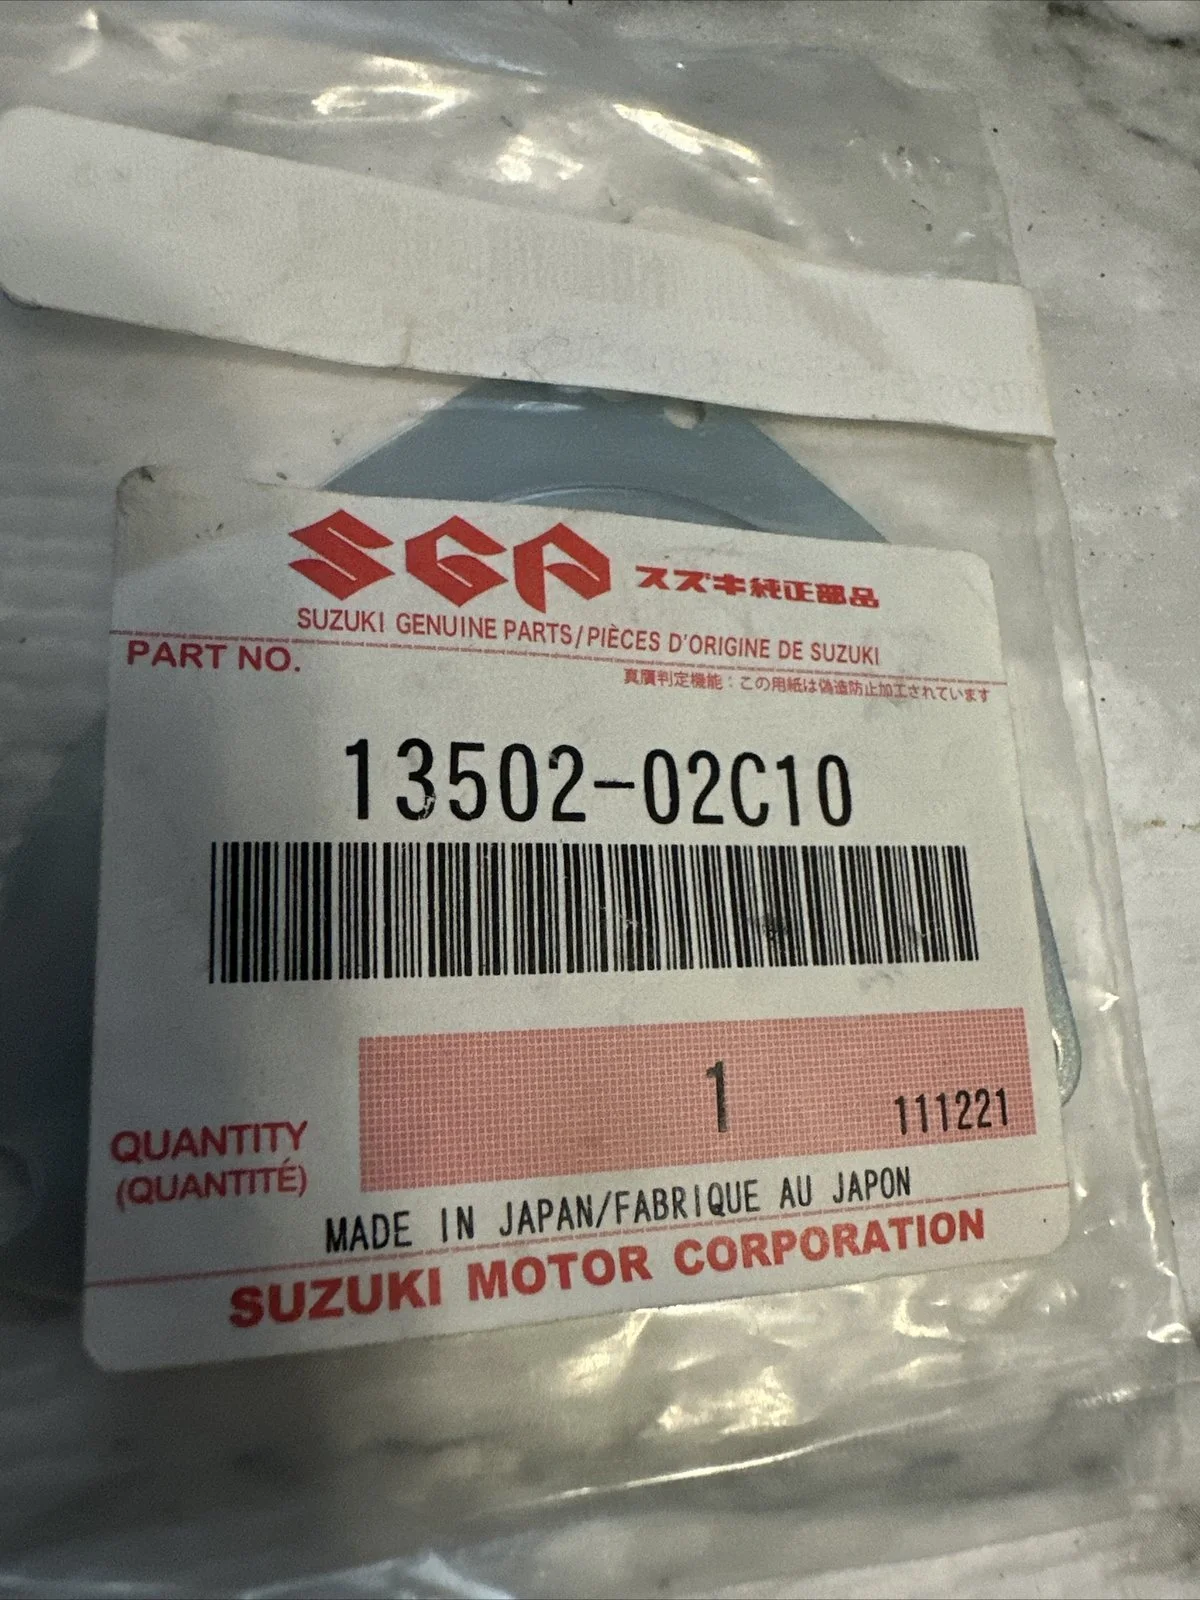 SGP スズキ純正部品
SUZUKI GENUINE PARTS/PIÈCES D'ORIGINE DE SUZUKI
PART NO.
真贋判定機能：この用紙は偽造防止加工されています
13502-02C10
1
111221
QUANTITY
(QUANTITÉ)
MADE IN JAPAN/FABRIQUE AU JAPON
SUZUKI MOTOR CORPORATION